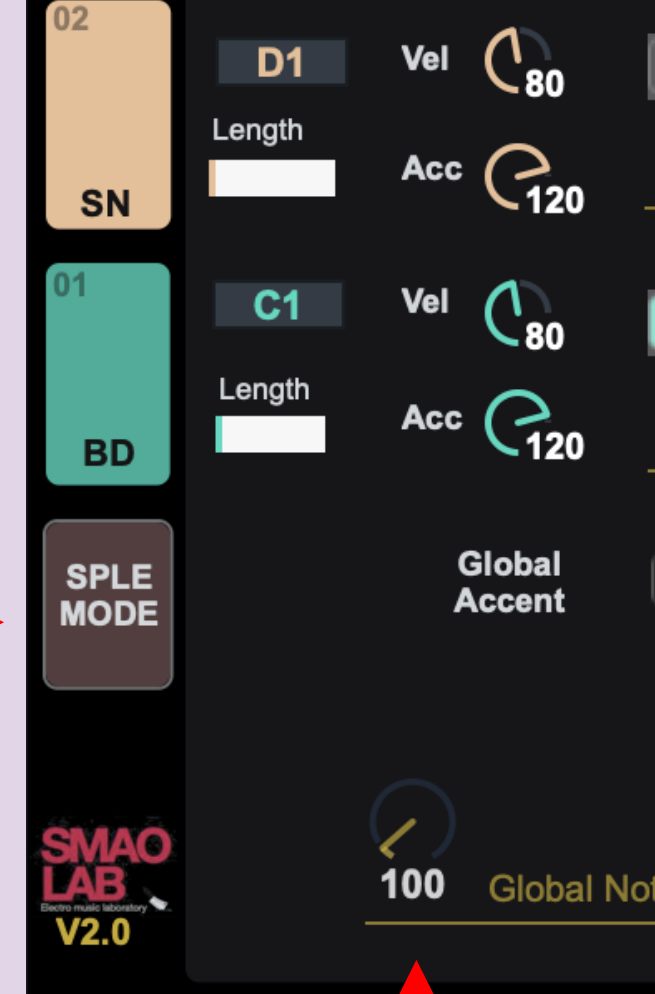 02
SN
D1
Length
Vel
80
Acc
120
01
BD
C1
Length
Vel
80
Acc
120
SPLE
MODE
Global
Accent
SMAO
LAB
Electro music laboratory
V2.0
100
Global Not